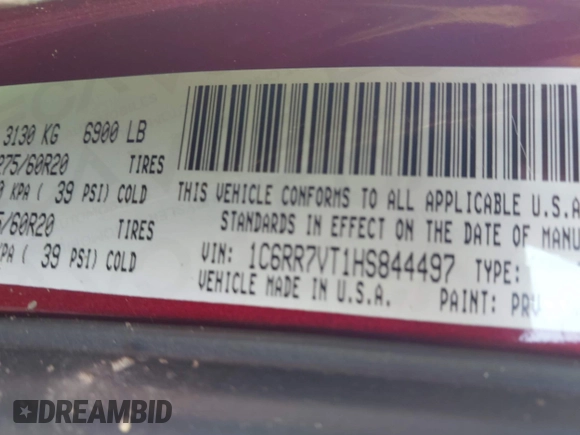 3130 KG 6900 LB
275/60R20 TIRES
KPA ( 39 PSI) COLD
/60R20 TIRES
KPA ( 39 PSI) COLD
THIS VEHICLE CONFORMS TO ALL APPLICABLE U.S.A
STANDARDS IN EFFECT ON THE DATE OF MANU
VIN: 1C6RR7VT1HS844497 TYPE:
VEHICLE MADE IN U.S.A. PAINT: PRV
DREAMBID